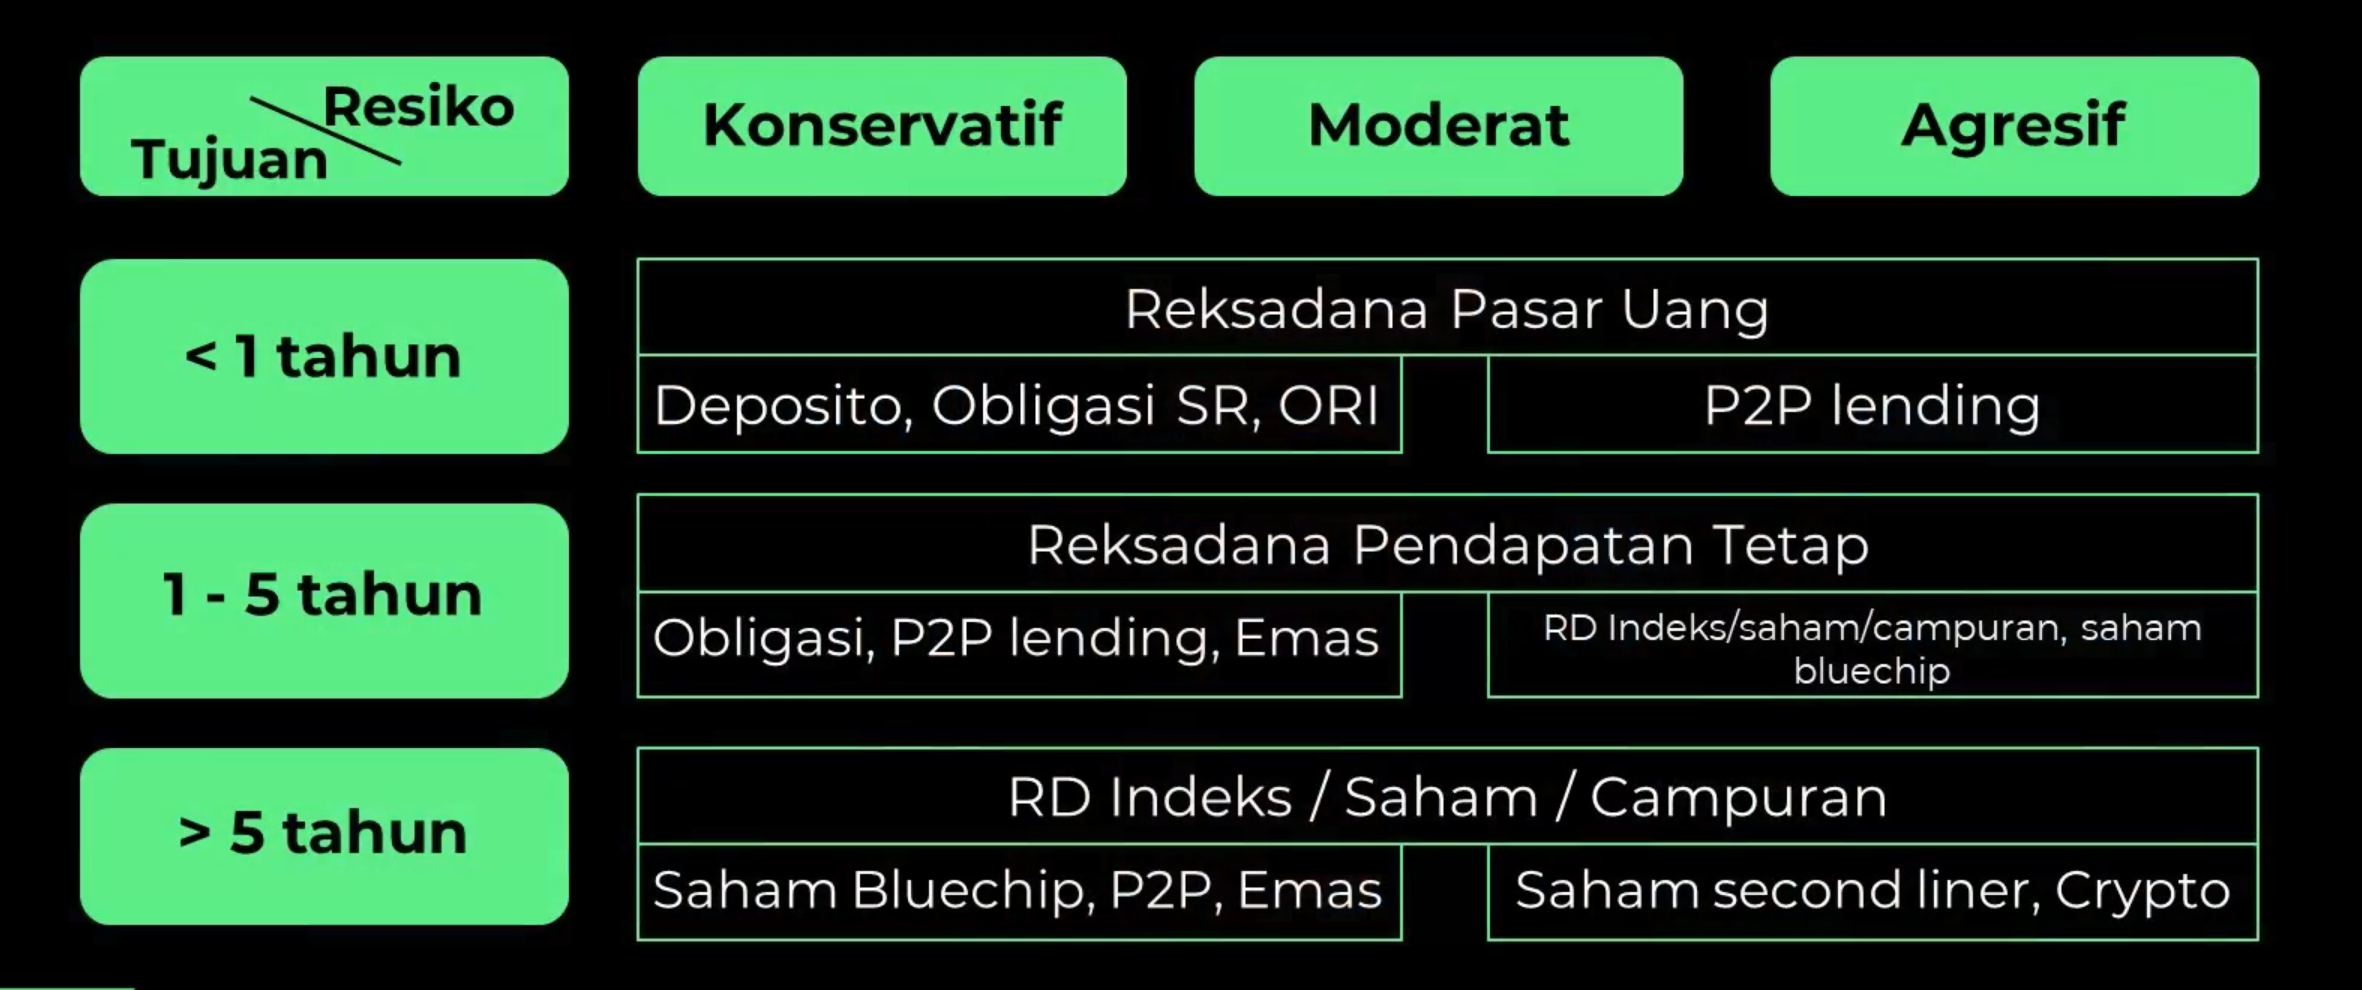 Resiko
Tujuan
Konservatif
Moderat
Agresif
< 1 tahun
Reksadana Pasar Uang
Deposito, Obligasi SR, ORI
P2P lending
1 - 5 tahun
Reksadana Pendapatan Tetap
Obligasi, P2P lending, Emas
RD Indeks/saham/campuran, saham
bluechip
> 5 tahun
RD Indeks / Saham / Campuran
Saham Bluechip, P2P, Emas
Saham second liner, Crypto